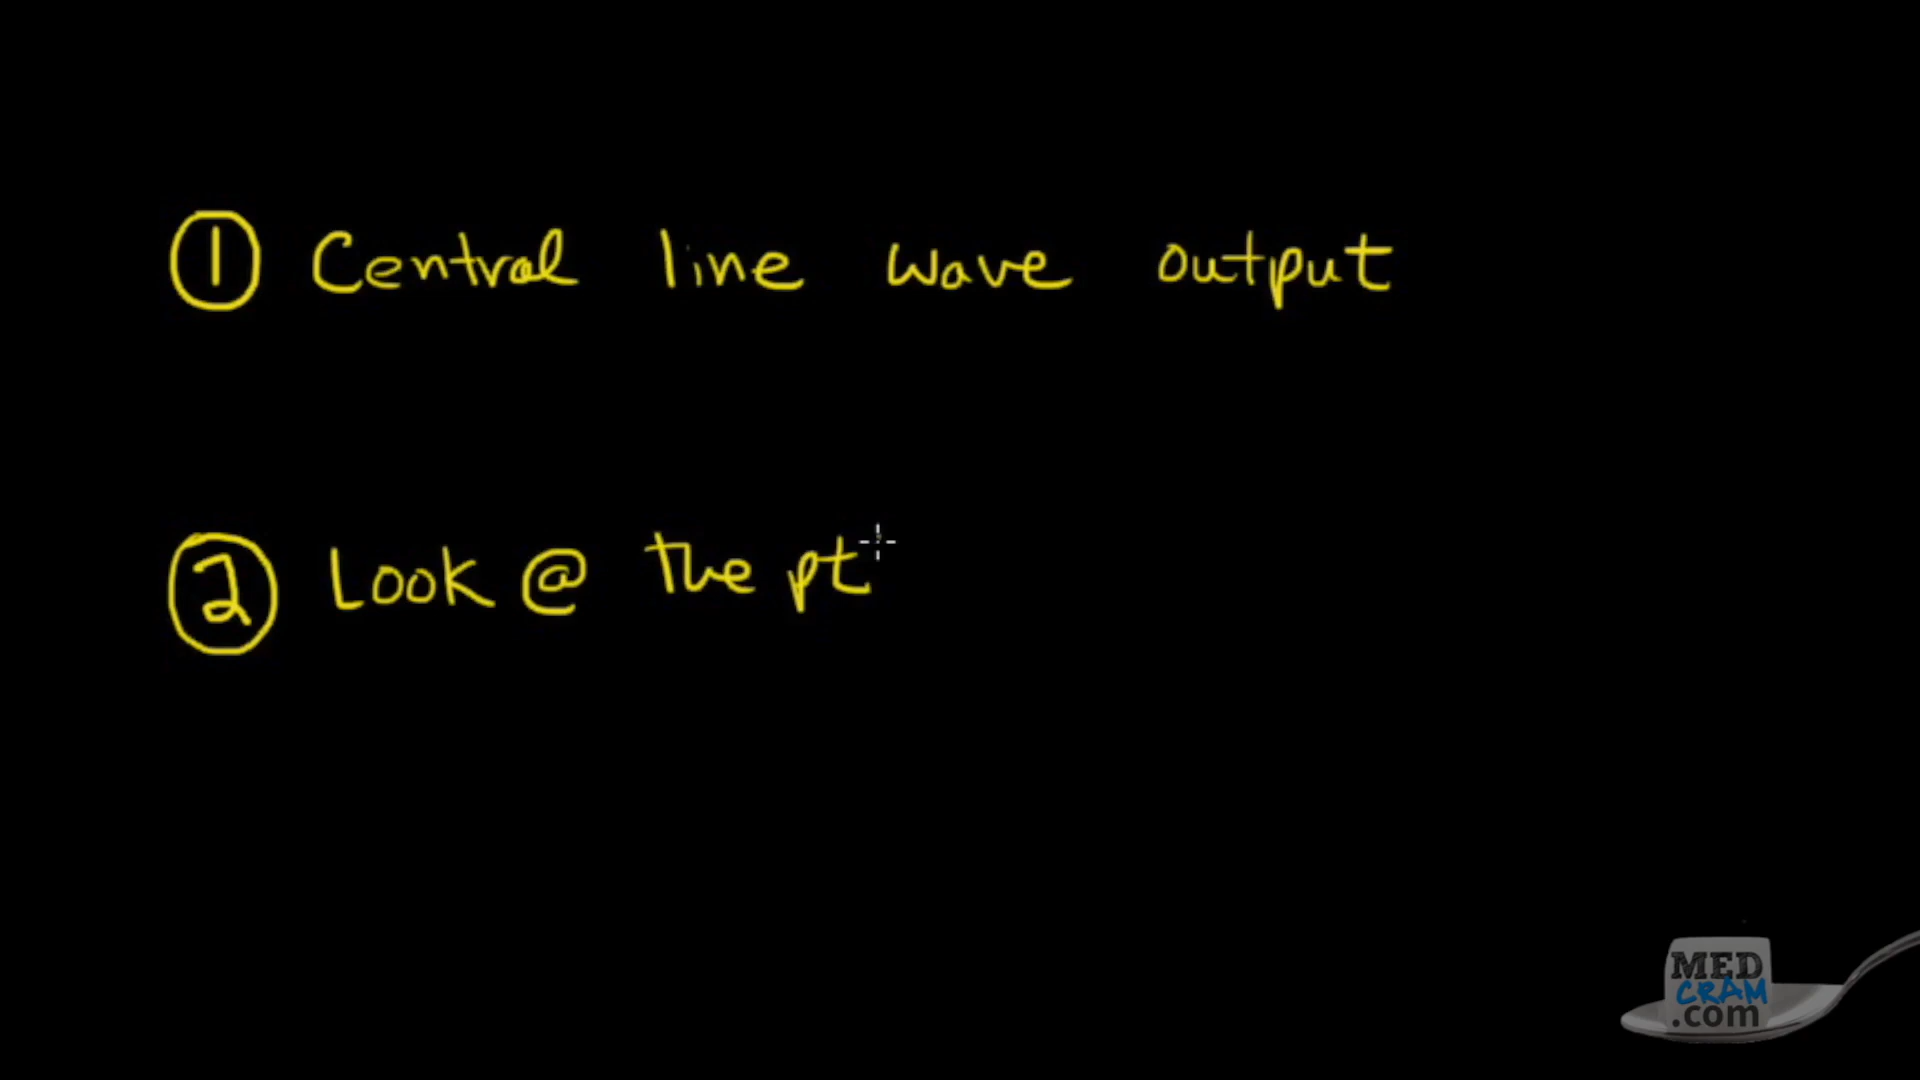 ① Central line wave output
② Look @ the pt
MED
CRAM
.com